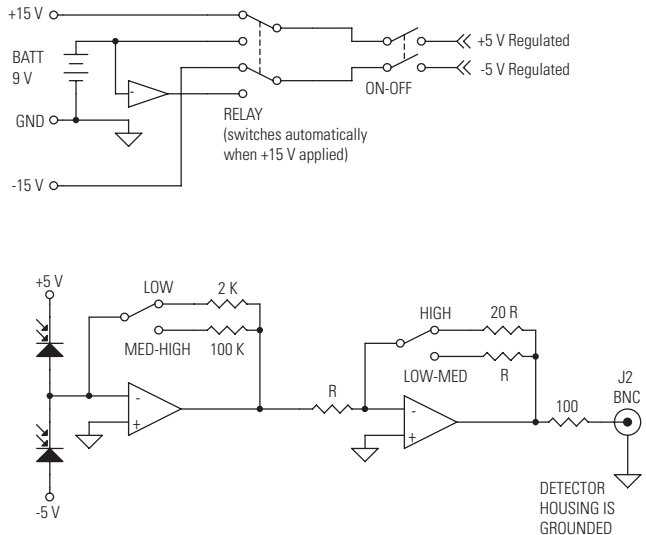 +15 V
+5 V Regulated
BATT
9 V
-5 V Regulated
ON-OFF
-
RELAY
(switches automatically
when +15 V applied)
GND
-15 V
+5 V
LOW
2 K
MED-HIGH
100 K
HIGH
20 R
LOW-MED
R
R
J2
BNC
100
-
+
-
+
-5 V
DETECTOR
HOUSING IS
GROUNDED